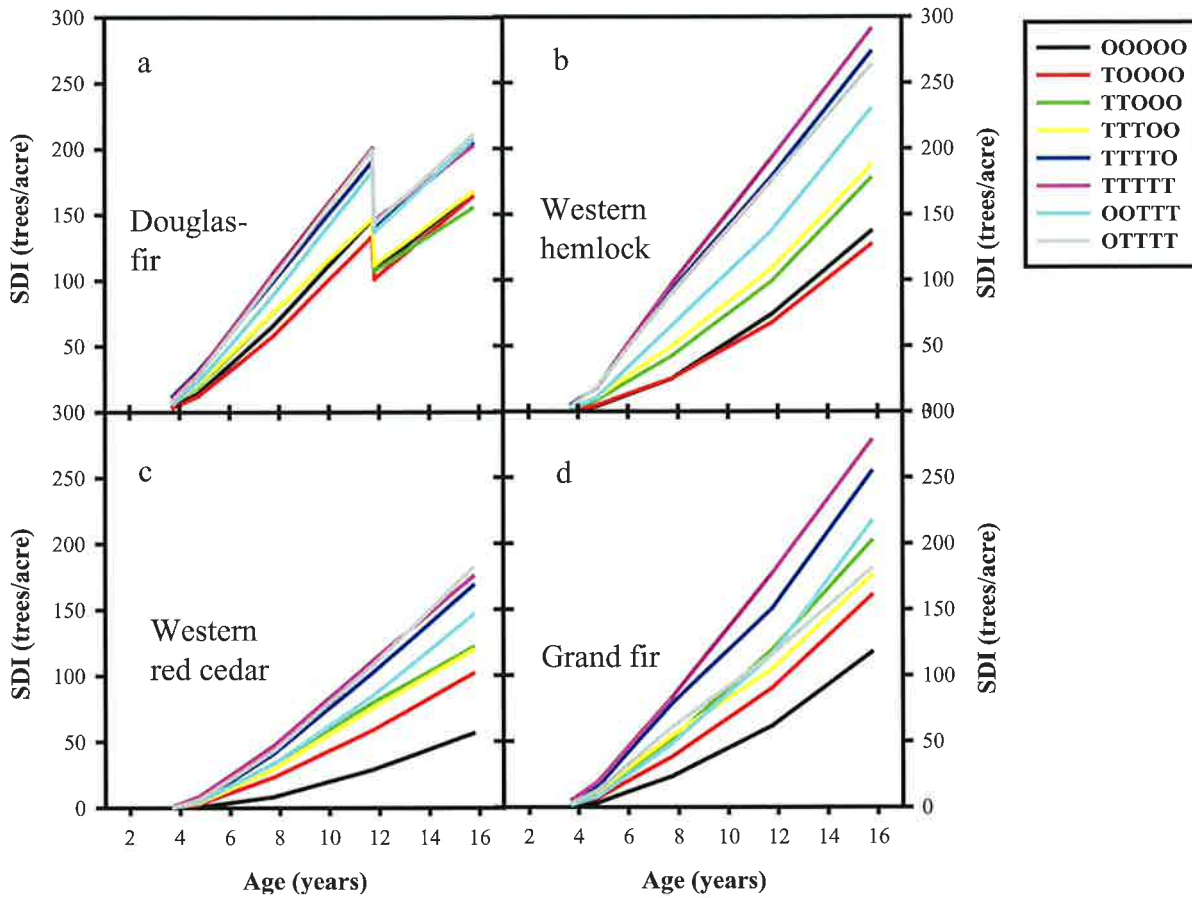 300
250
200
150
100
50
300
SDI (trees/acre)
a
Douglas-
fir
b
Western
hemlock
300
250
200
150
100
50
0
300
SDI (trees/acre)
OOOOO
TOOOO
TTOOO
TTTOO
TTTTO
TTTTT
OOTTT
OTTTT
250
200
150
100
50
0
SDI (trees/acre)
c
Western
red cedar
d
Grand fir
250
200
150
100
50
0
SDI (trees/acre)
2 4 6 8 10 12 14 16
2 4 6 8 10 12 14 16
Age (years)
Age (years)